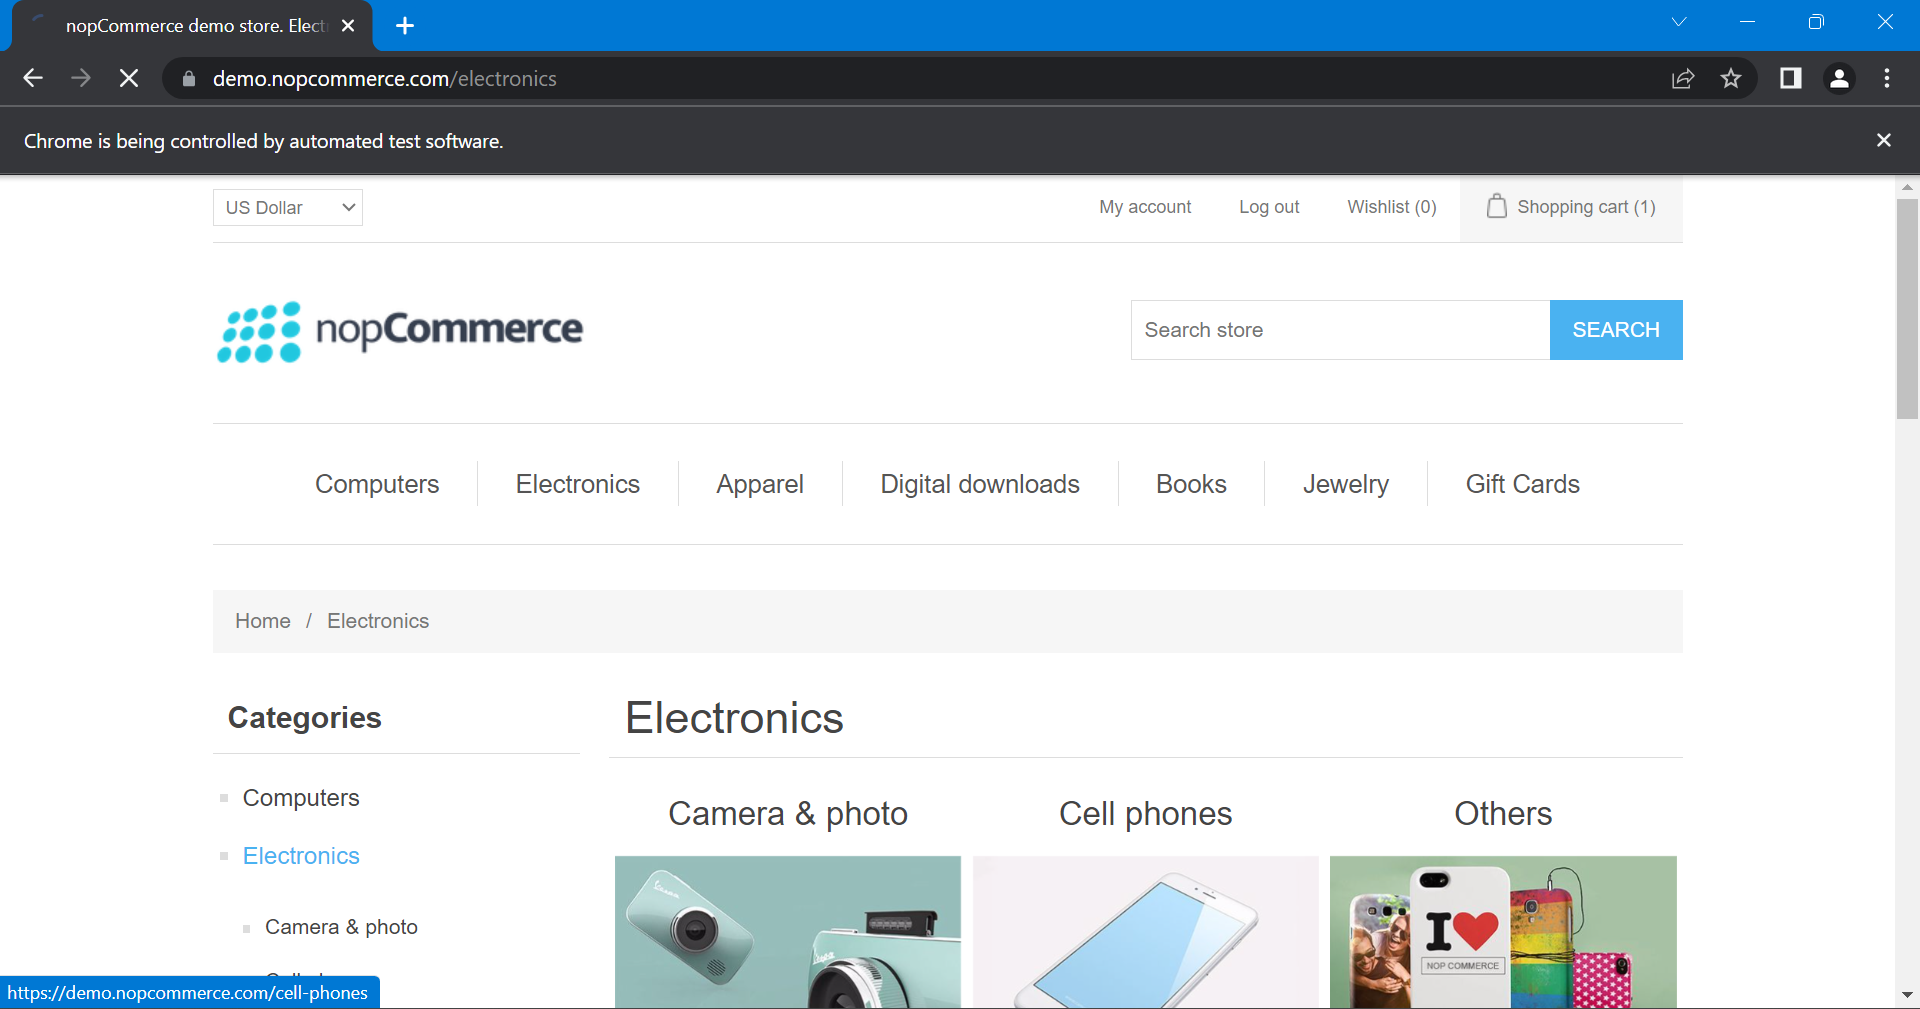 nopCommerce demo store. Elect
demo.nopcommerce.com/electronics
Chrome is being controlled by automated test software.
US Dollar
My account
Log out
Wishlist (0)
Shopping cart (1)
nopCommerce
Search store
SEARCH
Computers
Electronics
Apparel
Digital downloads
Books
Jewelry
Gift Cards
Home / Electronics
Categories
Computers
Electronics
Camera & photo
Electronics
Camera & photo
Cell phones
Others
Vespa
Vespa
I
NOP COMMERCE
https://demo.nopcommerce.com/cell-phones